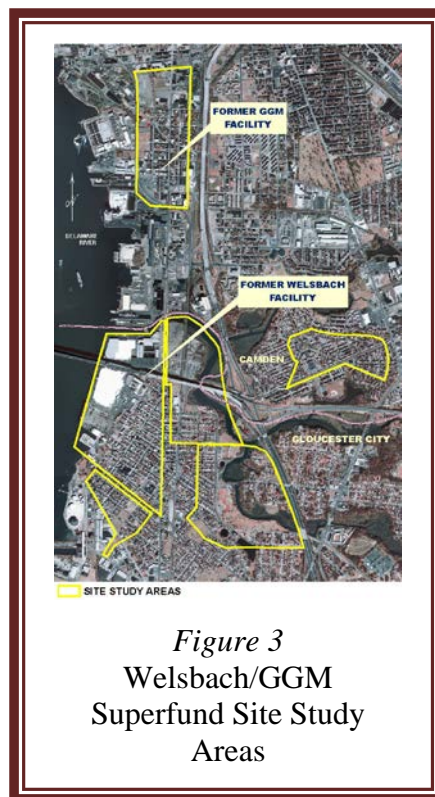 FORMER GGM
FACILITY
DELAWARE
RIVER
FORMER WELSBACH
FACILITY
CAMDEN
GLOUCESTER CITY
SITE STUDY AREAS
Figure 3
Welsbach/GGM
Superfund Site Study
Areas